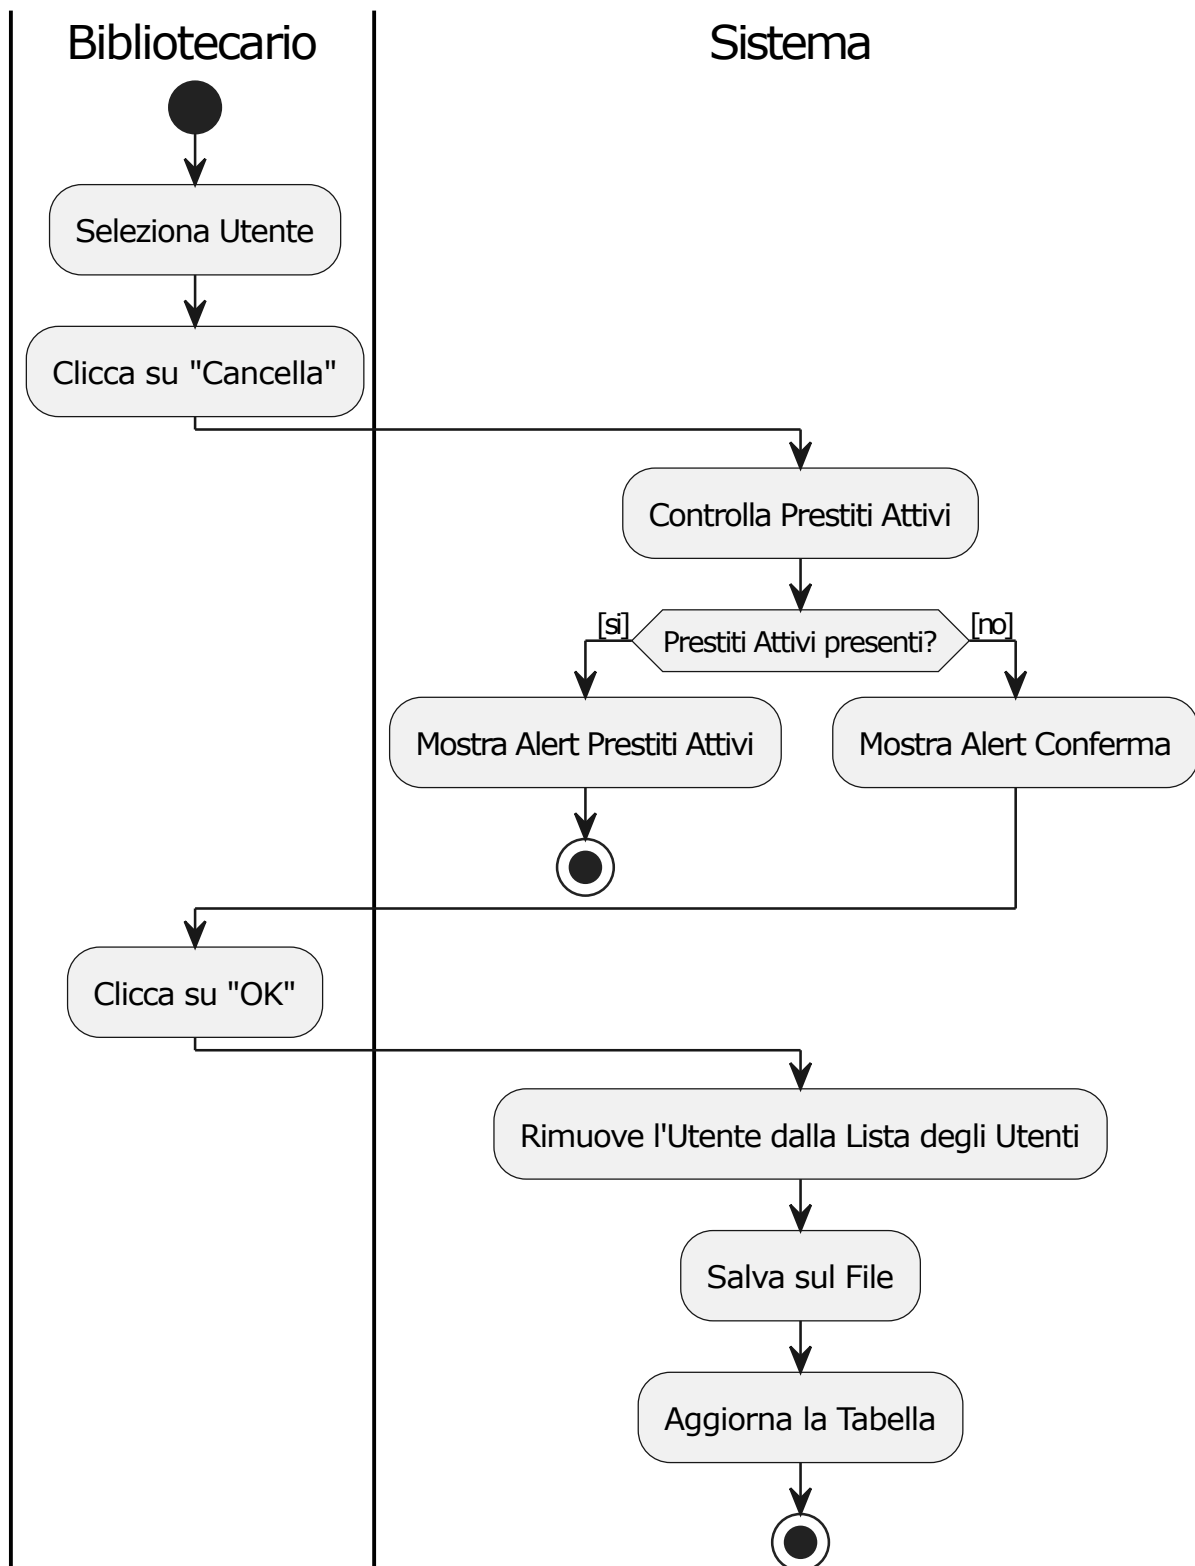 Bibliotecario
Sistema
Seleziona Utente
Clicca su "Cancella"
Controlla Prestiti Attivi
[si]
Prestiti Attivi presenti?
[no]
Mostra Alert Prestiti Attivi
Mostra Alert Conferma
Clicca su "OK"
Rimuove l'Utente dalla Lista degli Utenti
Salva sul File
Aggiorna la Tabella